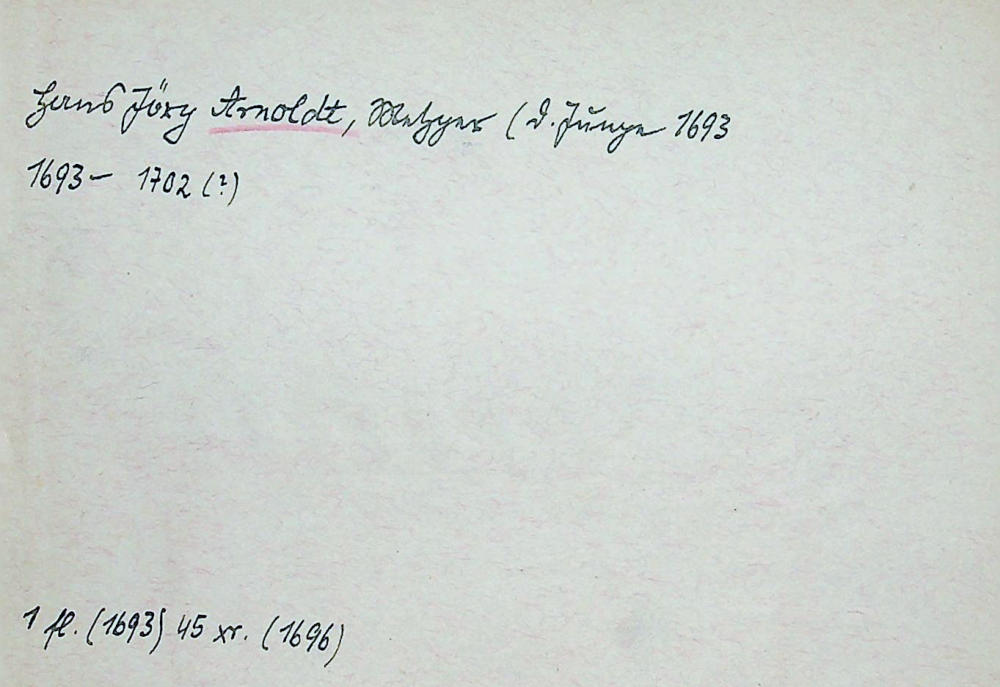 Hans Jörg Arnoldt, Metzger (d. Junge 1693
1693– 1702 (?)
1 fl. (1693) 45 xr. (1696)